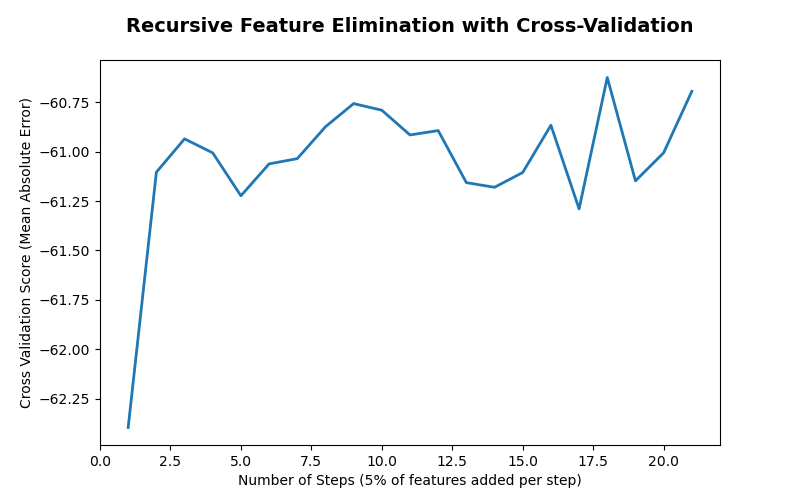 Recursive Feature Elimination with Cross-Validation
Cross Validation Score (Mean Absolute Error)
−60.75
−61.00
−61.25
−61.50
−61.75
−62.00
−62.25
0.0 2.5 5.0 7.5 10.0 12.5 15.0 17.5 20.0
Number of Steps (5% of features added per step)